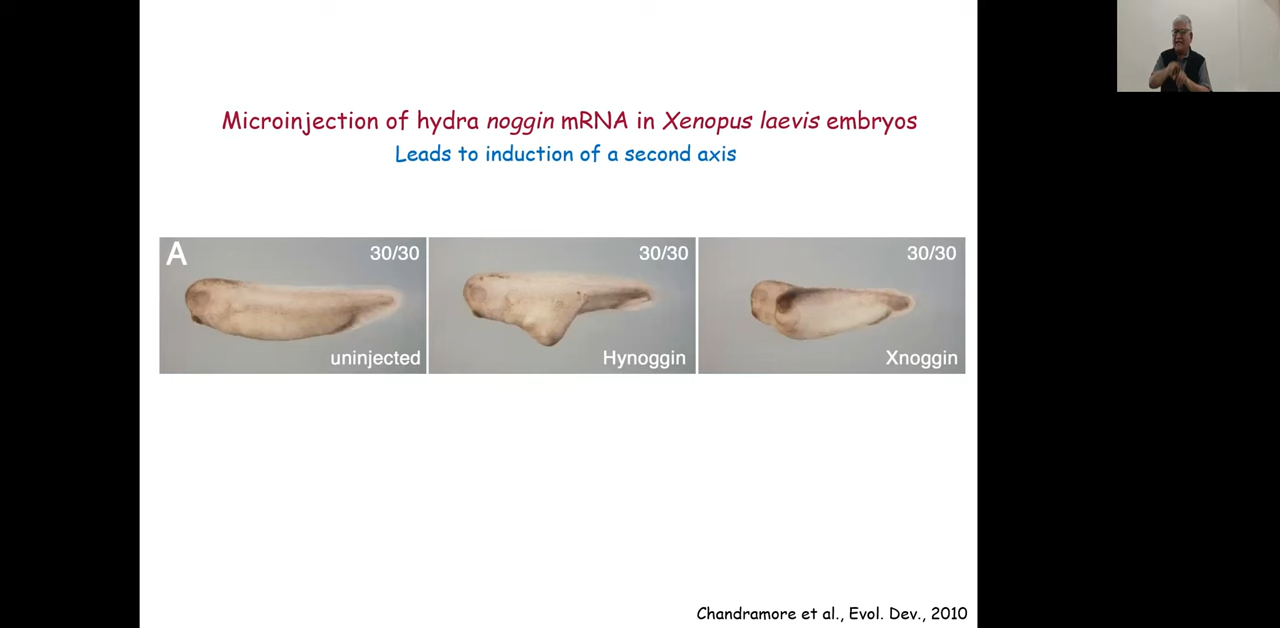 Microinjection of hydra noggin mRNA in Xenopus laevis embryos
Leads to induction of a second axis
A 30/30 30/30 30/30
uninjected Hynoggin Xnoggin
Chandramore et al., Evol. Dev., 2010